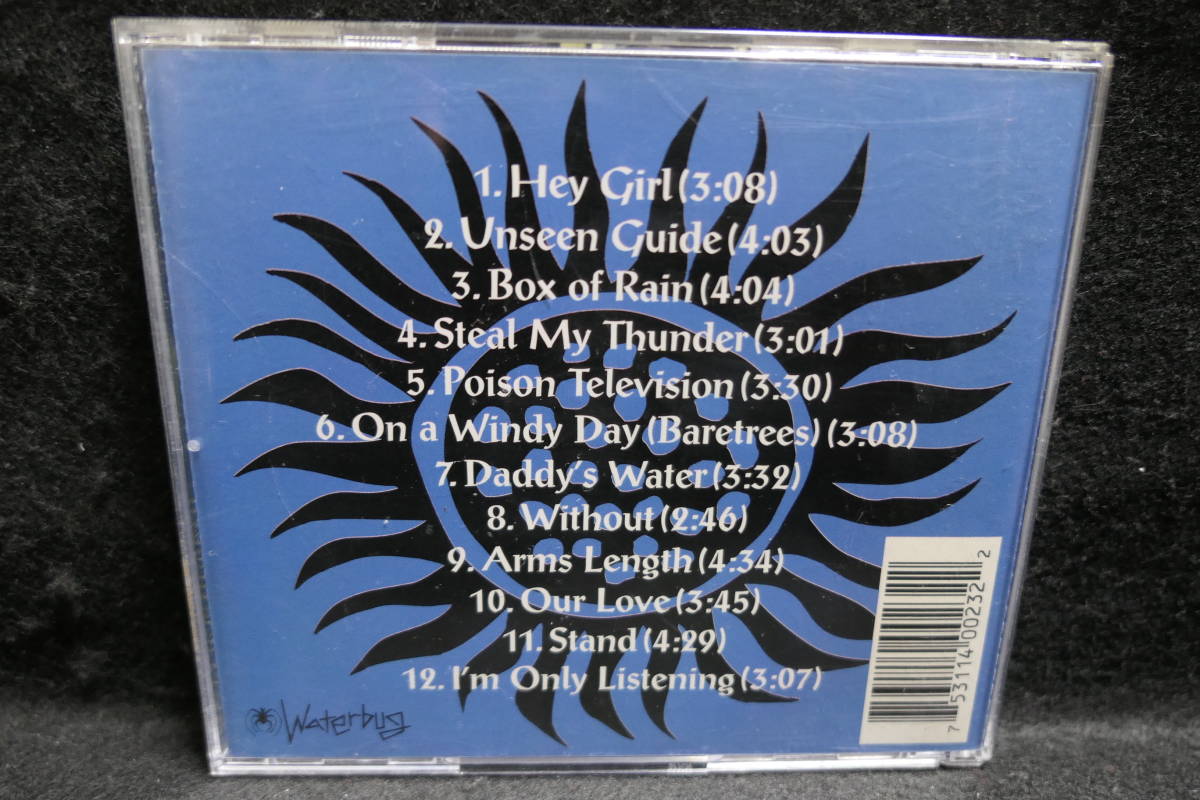 1. Hey Girl (3:08)
2. Unseen Guide (4:03)
3. Box of Rain (4:04)
4. Steal My Thunder (3:01)
5. Poison Television (3:30)
6. On a Windy Day (Baretrees) (3:08)
7. Daddy's Water (3:32)
8. Without (2:46)
9. Arms Length (4:34)
10. Our Love (3:45)
11. Stand (4:29)
12. I'm Only Listening (3:07)
Waterbug
7 53114 00232 2